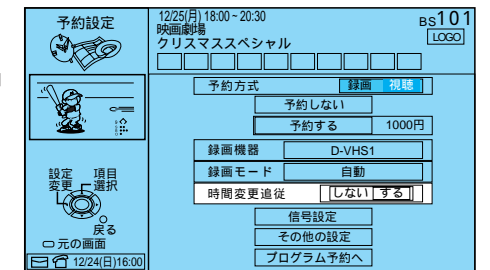 予約設定
12/25(月) 18:00~20:30
映画劇場
クリスマススペシャル
BS101
LOGO
予約方式 録画 視聴
予約しない
予約する 1000円
録画機器 D-VHS1
録画モード 自動
時間変更追従 しない する
信号設定
その他の設定
プログラム予約へ
設定 項目
変更 選択
戻る
元の画面
12/24(日)16:00